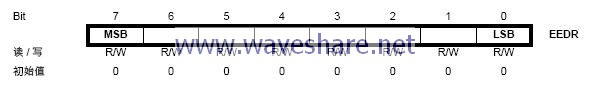 Bit 7 6 5 4 3 2 1 0
MSB LSB EEDR
www.waveshare.net
读 / 写 R/W R/W R/W R/W R/W R/W R/W R/W
初始值 0 0 0 0 0 0 0 0